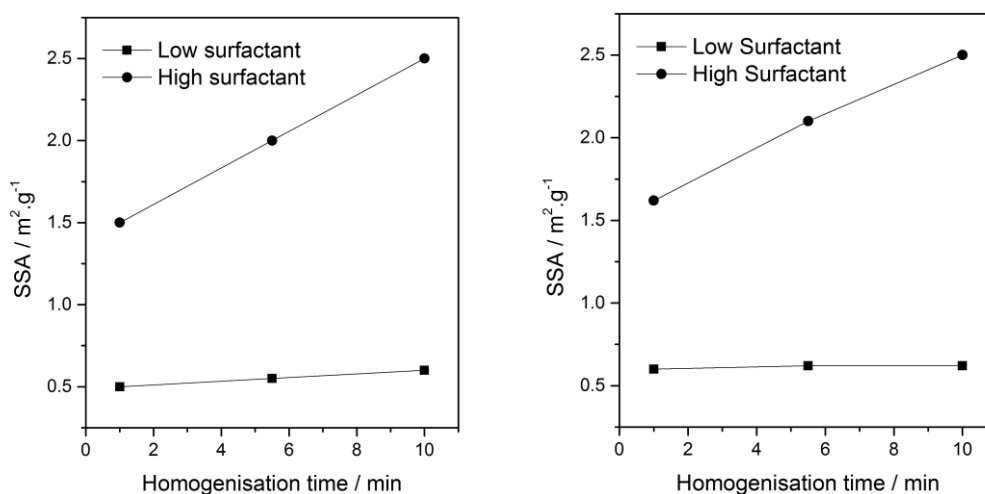 Low surfactant
High surfactant
2.5
2.0
1.5
1.0
0.5
SSA / m².g⁻¹
0 2 4 6 8 10
Homogenisation time / min
Low Surfactant
High Surfactant
2.5
2.0
1.5
1.0
0.5
SSA / m².g⁻¹
0 2 4 6 8 10
Homogenisation time / min